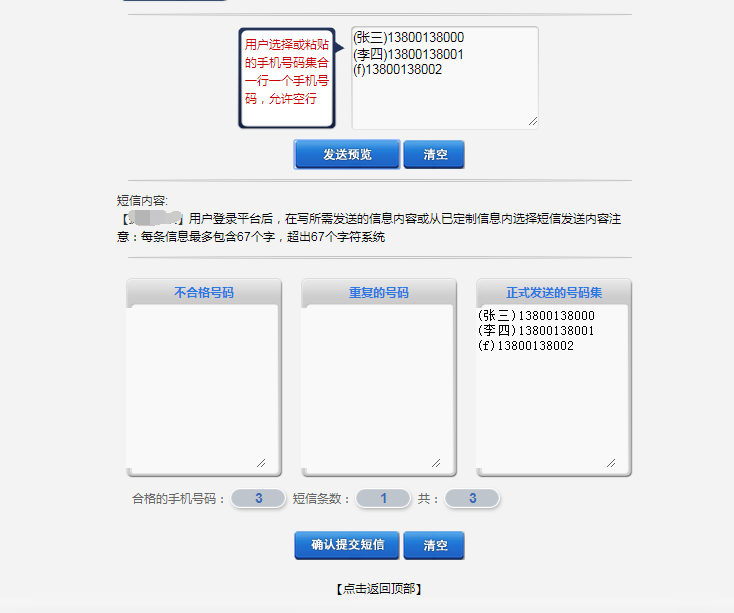 用户选择或粘贴
的手机号码集合
一行一个手机号
码，允许空行
(张三)13800138000
(李四)13800138001
(f)13800138002
发送预览
清空
短信内容:
【 】用户登录平台后，在写所需发送的信息内容或从已定制信息内选择短信发送内容注
意：每条信息最多包含67个字，超出67个字符系统
不合格号码
重复的号码
正式发送的号码集
(张三)13800138000
(李四)13800138001
(f)13800138002
合格的手机号码： 3 短信条数： 1 共： 3
确认提交短信
清空
【点击返回顶部】